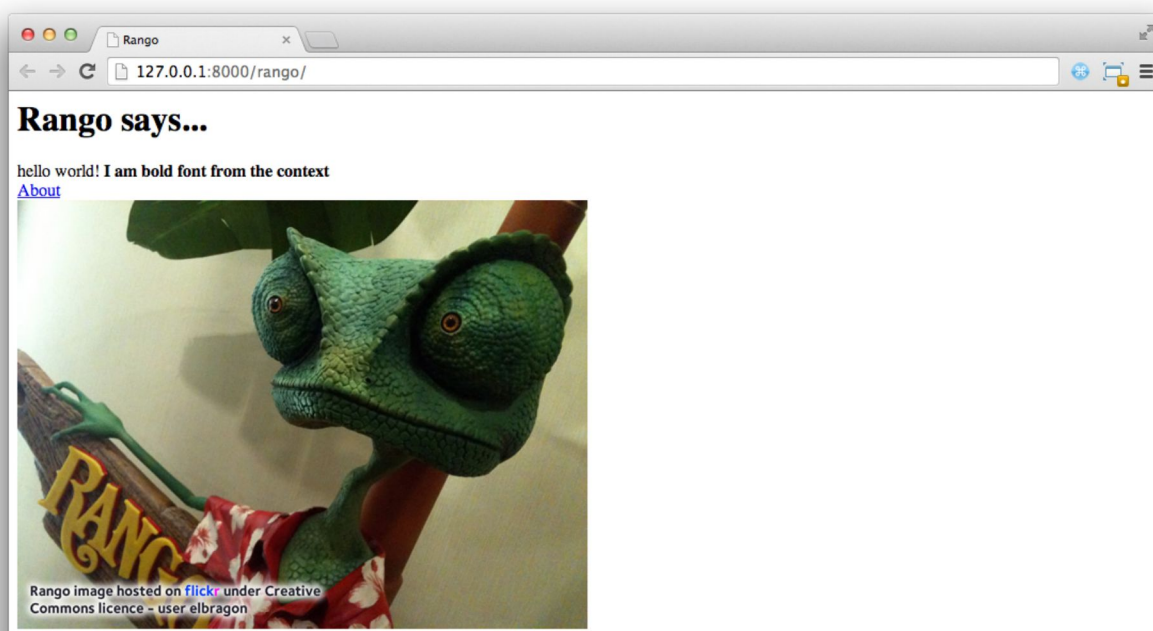 Rango
127.0.0.1:8000/rango/
Rango says...
hello world! I am bold font from the context
About
RANGO
Rango image hosted on flickr under Creative
Commons licence - user elbragon